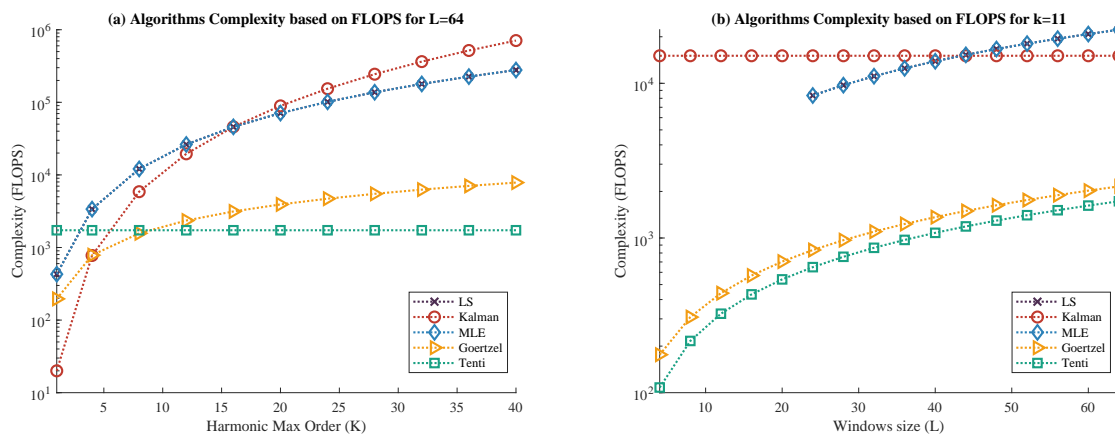 (a) Algorithms Complexity based on FLOPS for L=64
Complexity (FLOPS)
10^6
10^5
10^4
10^3
10^2
10^1
5
10
15
20
25
30
35
40
Harmonic Max Order (K)
LS
Kalman
MLE
Goertzel
Tenti
(b) Algorithms Complexity based on FLOPS for k=11
Complexity (FLOPS)
10^4
10^3
10^2
10
20
30
40
50
60
Windows size (L)
LS
Kalman
MLE
Goertzel
Tenti